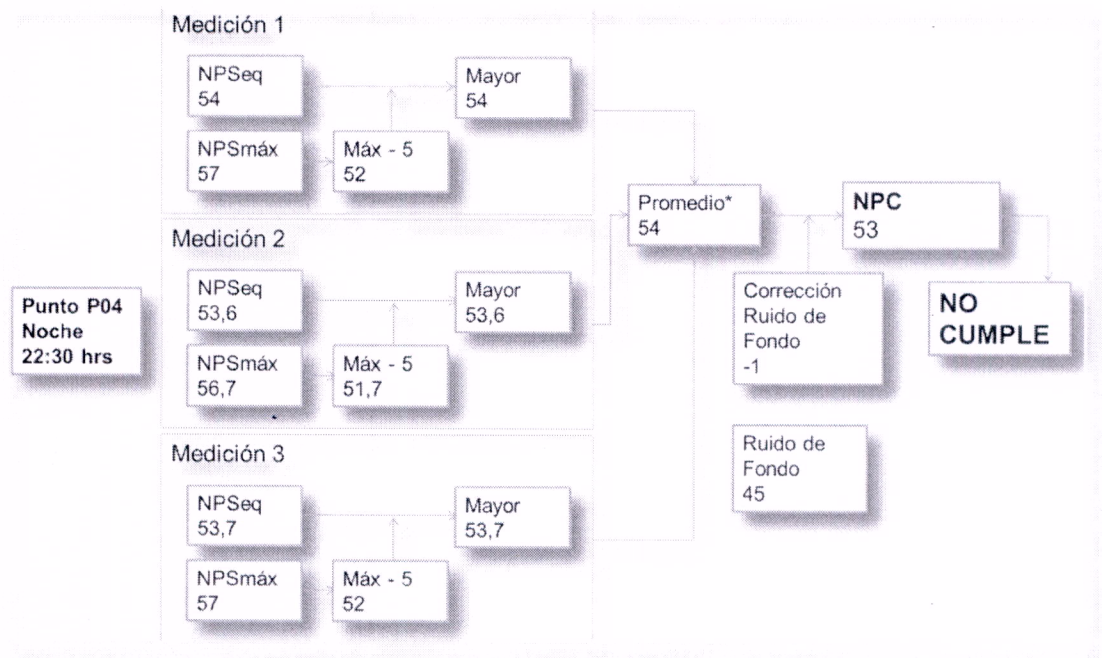 Punto P04
Noche
22:30 hrs
Medición 1
NPSeq
54
NPSmáx
57
Máx - 5
52
Mayor
54
Medición 2
NPSeq
53,6
NPSmáx
56,7
Máx - 5
51,7
Mayor
53,6
Medición 3
NPSeq
53,7
NPSmáx
57
Máx - 5
52
Mayor
53,7
Promedio*
54
Corrección
Ruido de
Fondo
-1
Ruido de
Fondo
45
NPC
53
NO
CUMPLE